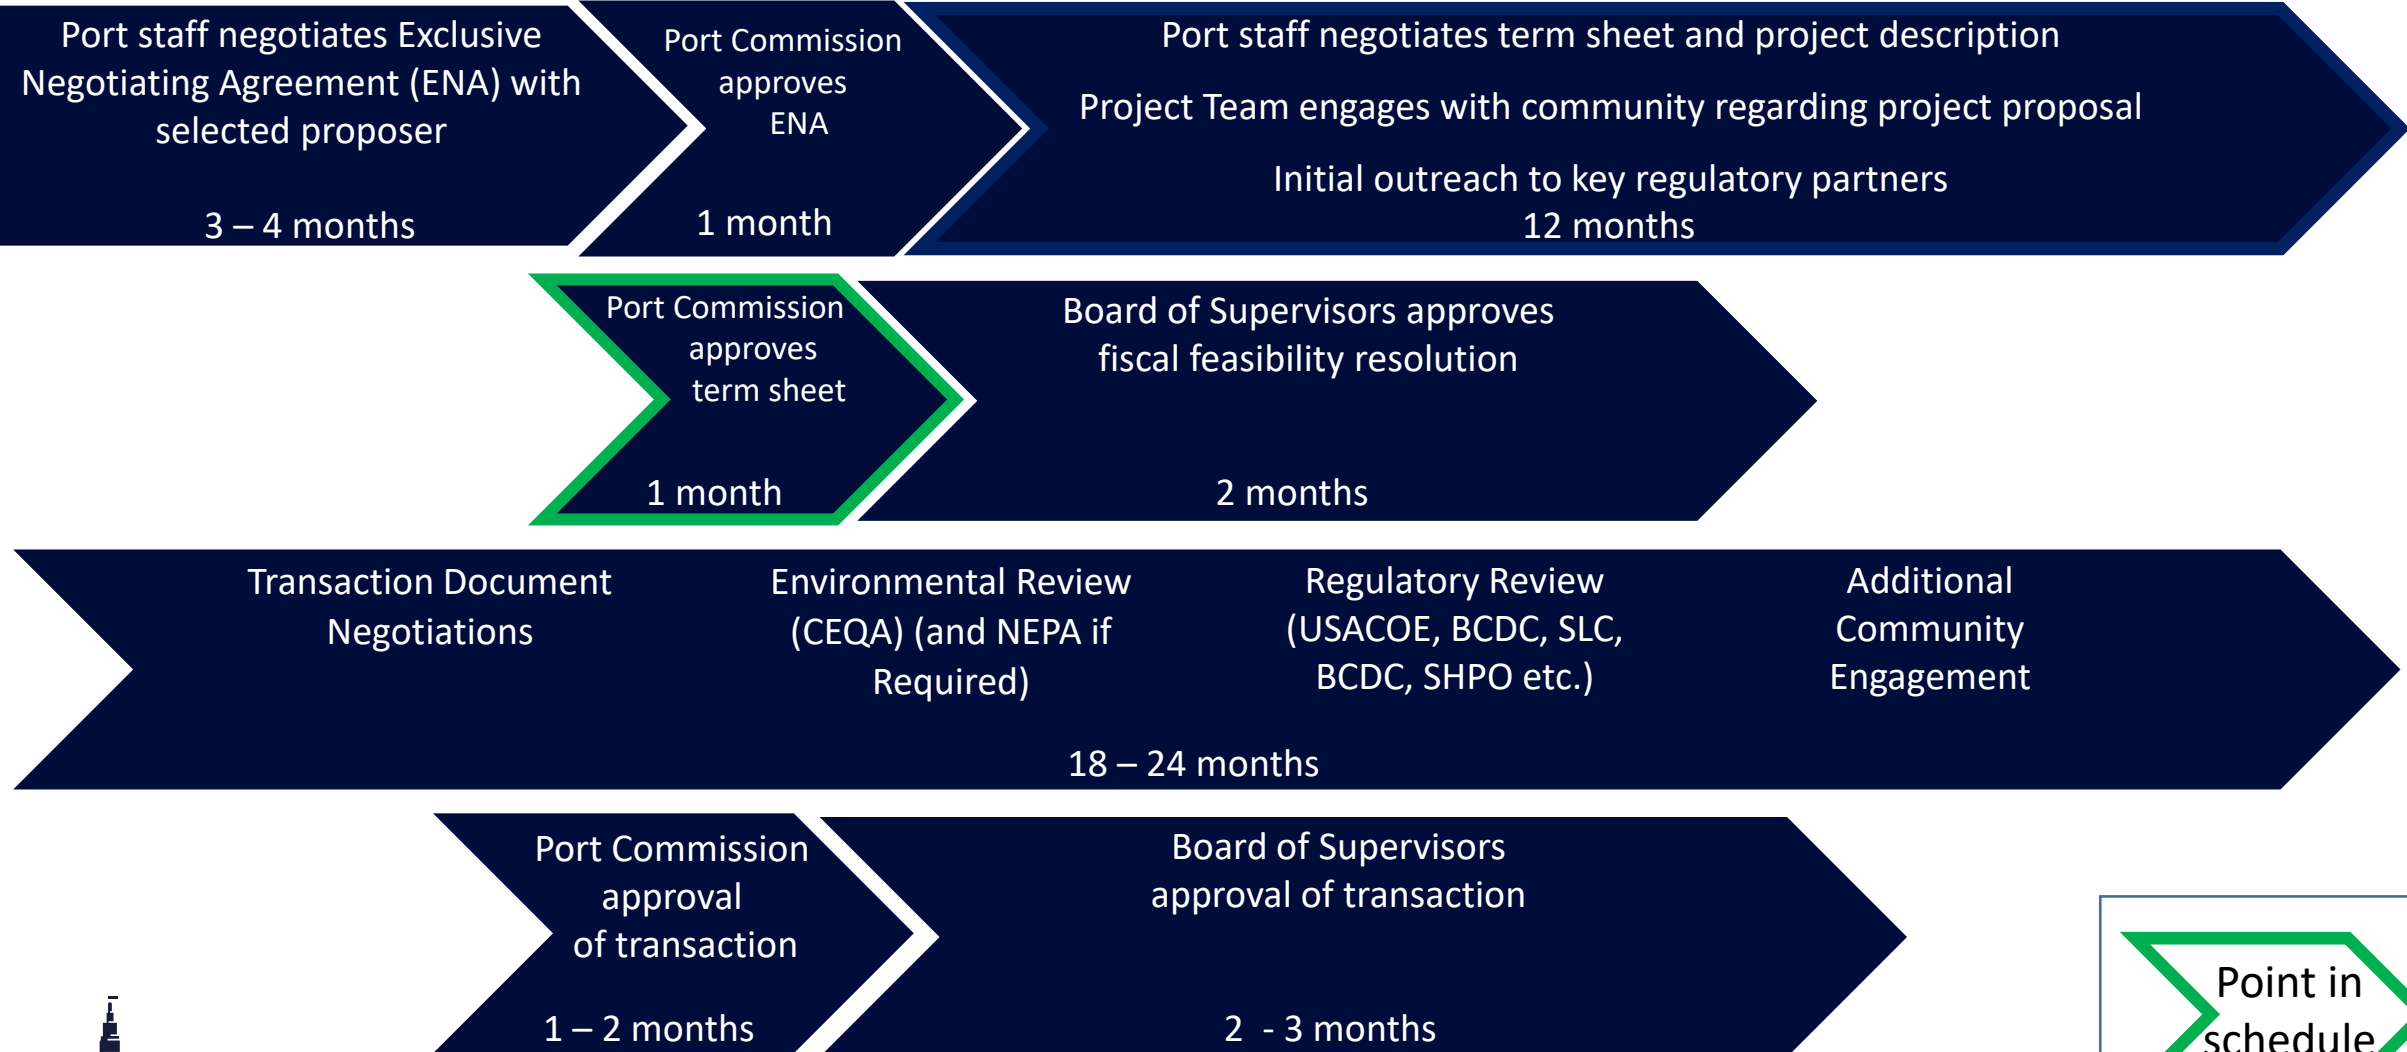 Port staff negotiates Exclusive
Negotiating Agreement (ENA) with
selected proposer
3 – 4 months
Port Commission
approves
ENA
1 month
Port staff negotiates term sheet and project description
Project Team engages with community regarding project proposal
Initial outreach to key regulatory partners
12 months
Port Commission
approves
term sheet
1 month
Board of Supervisors approves
fiscal feasibility resolution
2 months
Transaction Document
Negotiations
Environmental Review
(CEQA) (and NEPA if
Required)
Regulatory Review
(USACOE, BCDC, SLC,
BCDC, SHPO etc.)
Additional
Community
Engagement
18 – 24 months
Port Commission
approval
of transaction
1 – 2 months
Board of Supervisors
approval of transaction
2 - 3 months
Point in
schedule